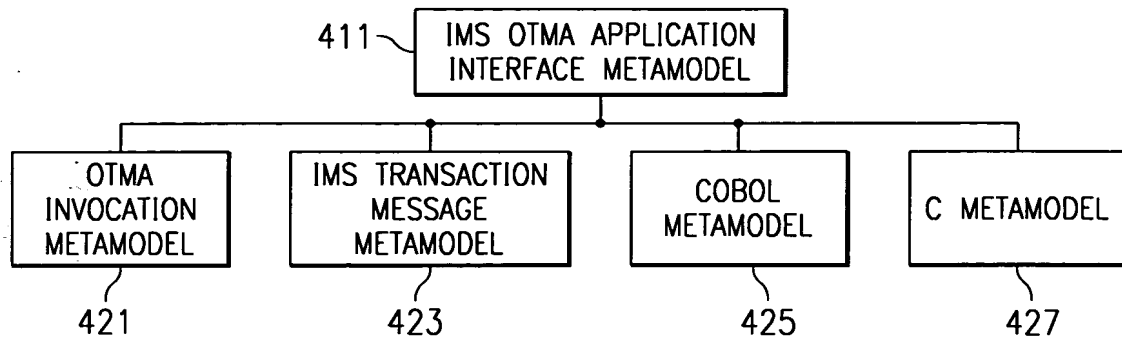 411
IMS OTMA APPLICATION
INTERFACE METAMODEL
OTMA
INVOCATION
METAMODEL
IMS TRANSACTION
MESSAGE
METAMODEL
COBOL
METAMODEL
C METAMODEL
421
423
425
427